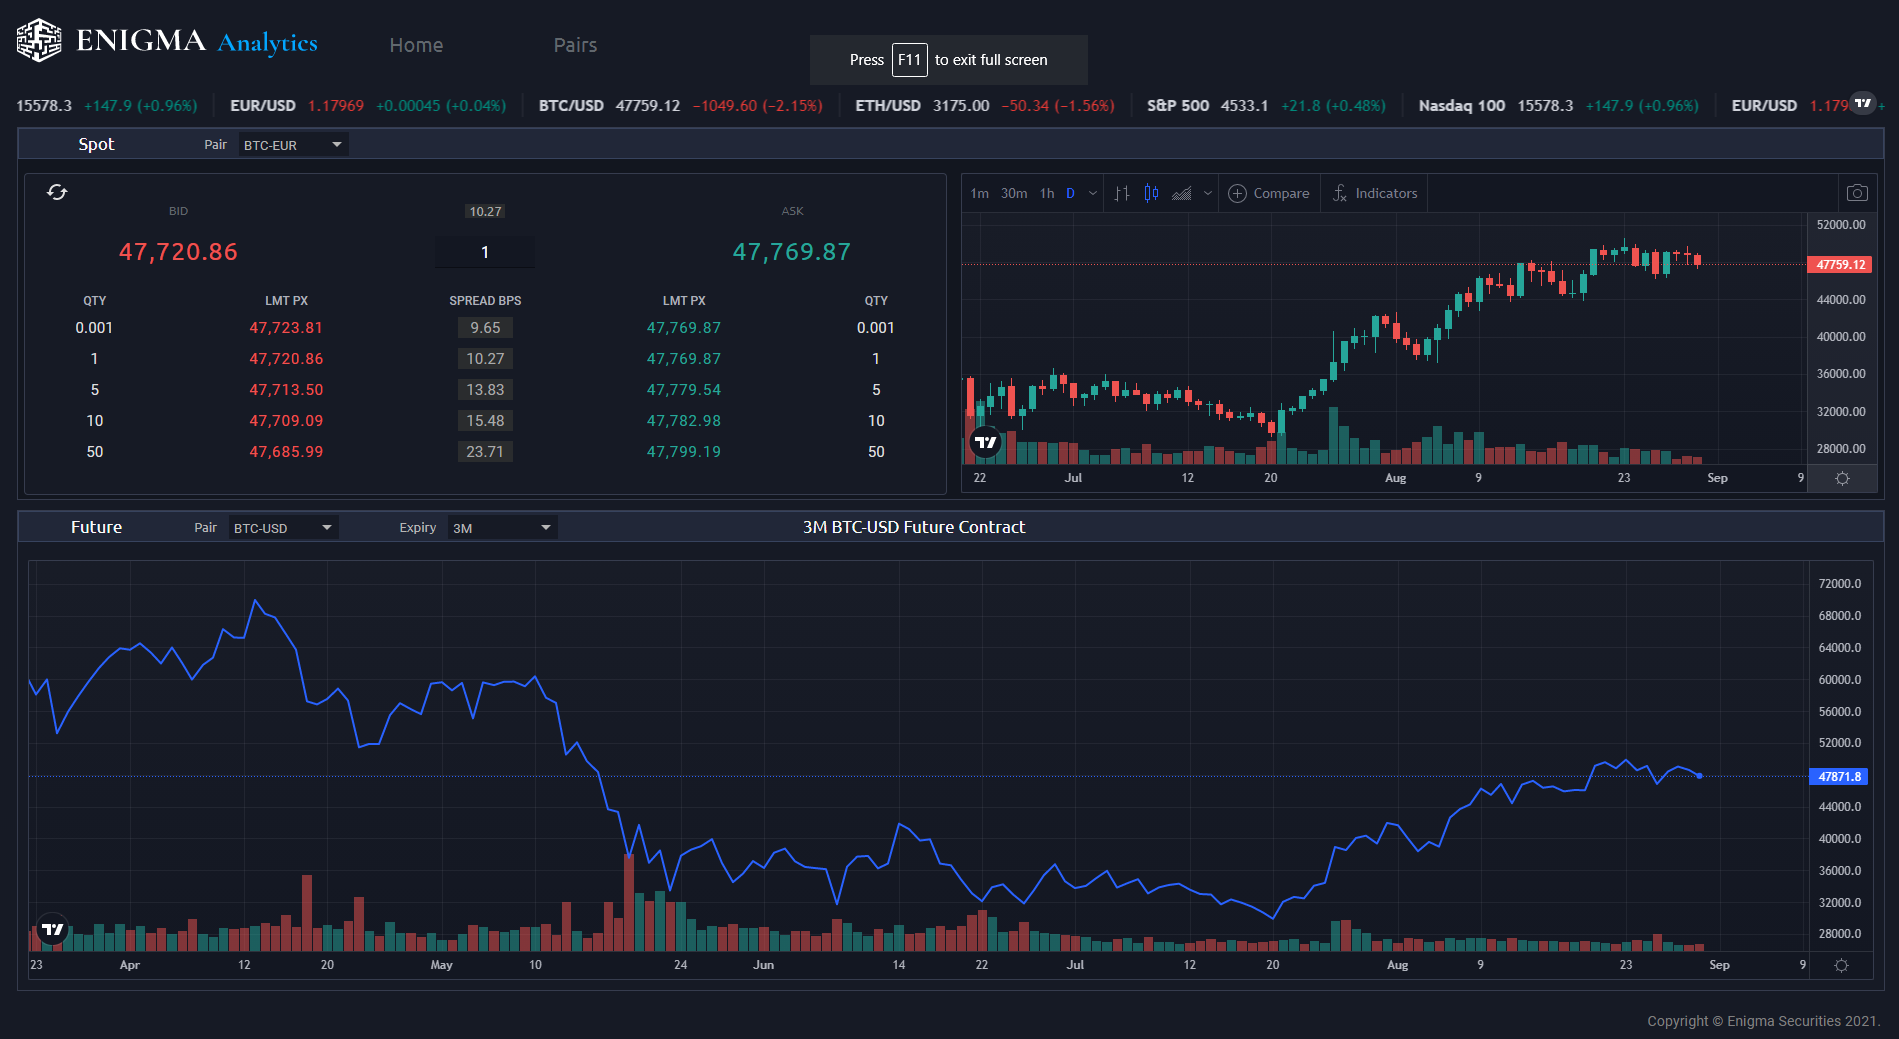 ENIGMA Analytics Home Pairs
Press F11 to exit full screen
15578.3 +147.9 (+0.96%) EUR/USD 1.17969 +0.00045 (+0.04%) BTC/USD 47759.12 −1049.60 (−2.15%) ETH/USD 3175.00 −50.34 (−1.56%) S&P 500 4533.1 +21.8 (+0.48%) Nasdaq 100 15578.3 +147.9 (+0.96%) EUR/USD 1.179 +
Spot Pair BTC-EUR
BID 10.27 ASK
47,720.86 1 47,769.87
QTY LMT PX SPREAD BPS LMT PX QTY
0.001 47,723.81 9.65 47,769.87 0.001
1 47,720.86 10.27 47,769.87 1
5 47,713.50 13.83 47,779.54 5
10 47,709.09 15.48 47,782.98 10
50 47,685.99 23.71 47,799.19 50
1m 30m 1h D Compare fx Indicators
52000.00
47759.12
44000.00
40000.00
36000.00
32000.00
28000.00
22 Jul 12 20 Aug 9 23 Sep 9
Future Pair BTC-USD Expiry 3M 3M BTC-USD Future Contract
72000.0
68000.0
64000.0
60000.0
56000.0
52000.0
47871.8
44000.0
40000.0
36000.0
32000.0
28000.0
23 Apr 12 20 May 10 24 Jun 14 22 Jul 12 20 Aug 9 23 Sep 9
Copyright © Enigma Securities 2021.